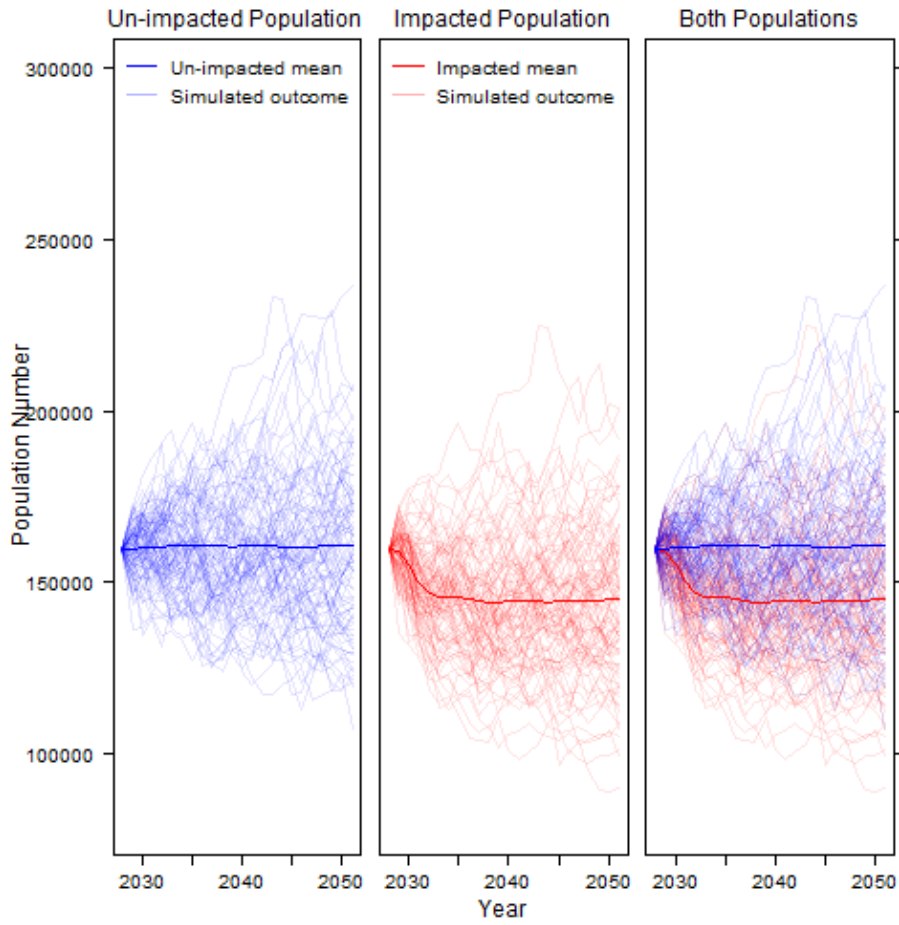 Un-impacted Population
Impacted Population
Both Populations
Un-impacted mean
Simulated outcome
Impacted mean
Simulated outcome
Population Number
300000
250000
200000
150000
100000
2030
2040
2050
2030
2040
2050
2030
2040
2050
Year